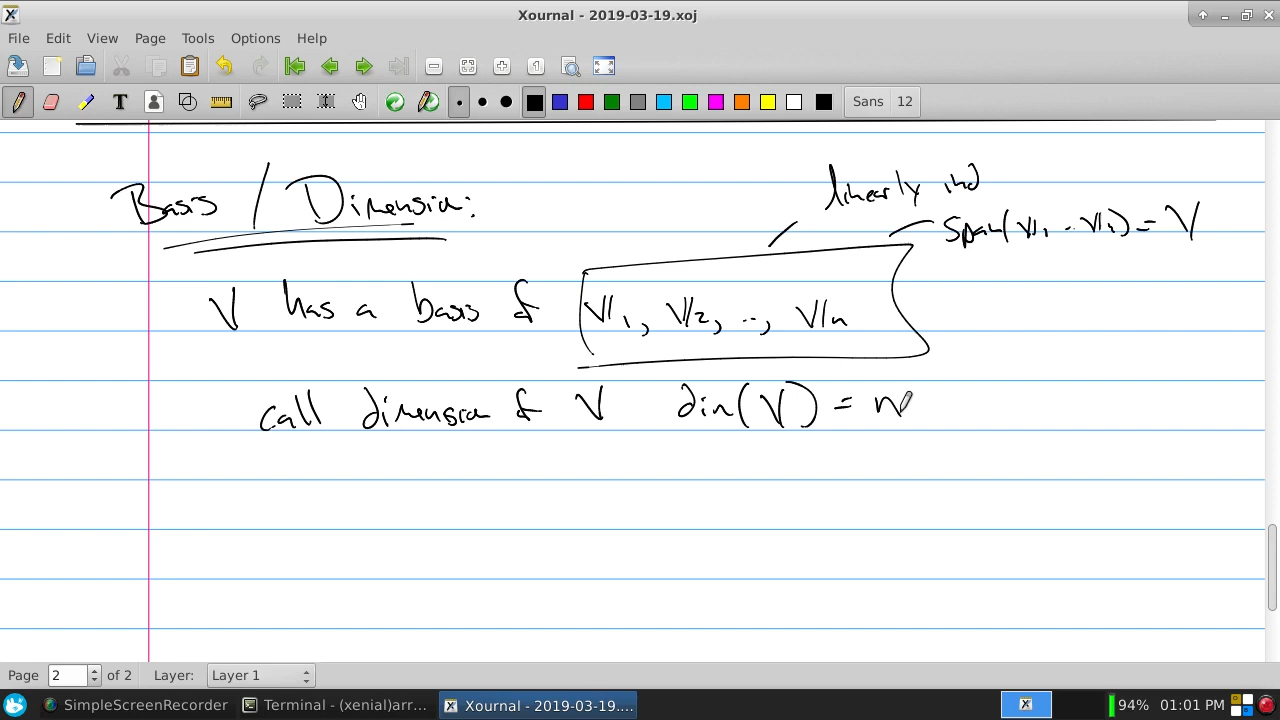 Xournal - 2019-03-19.xoj
File Edit View Page Tools Options Help
Sans 12
Basis / Dimension:
linearly ind
span(V1, .. Vn) = V
V has a basis of V1, V2, .., Vn
call dimension of V dim(V) = n
Page 2 of 2 Layer: Layer 1
SimpleScreenRecorder Terminal - (xenial)arr... Xournal - 2019-03-19.... 94% 01:01 PM